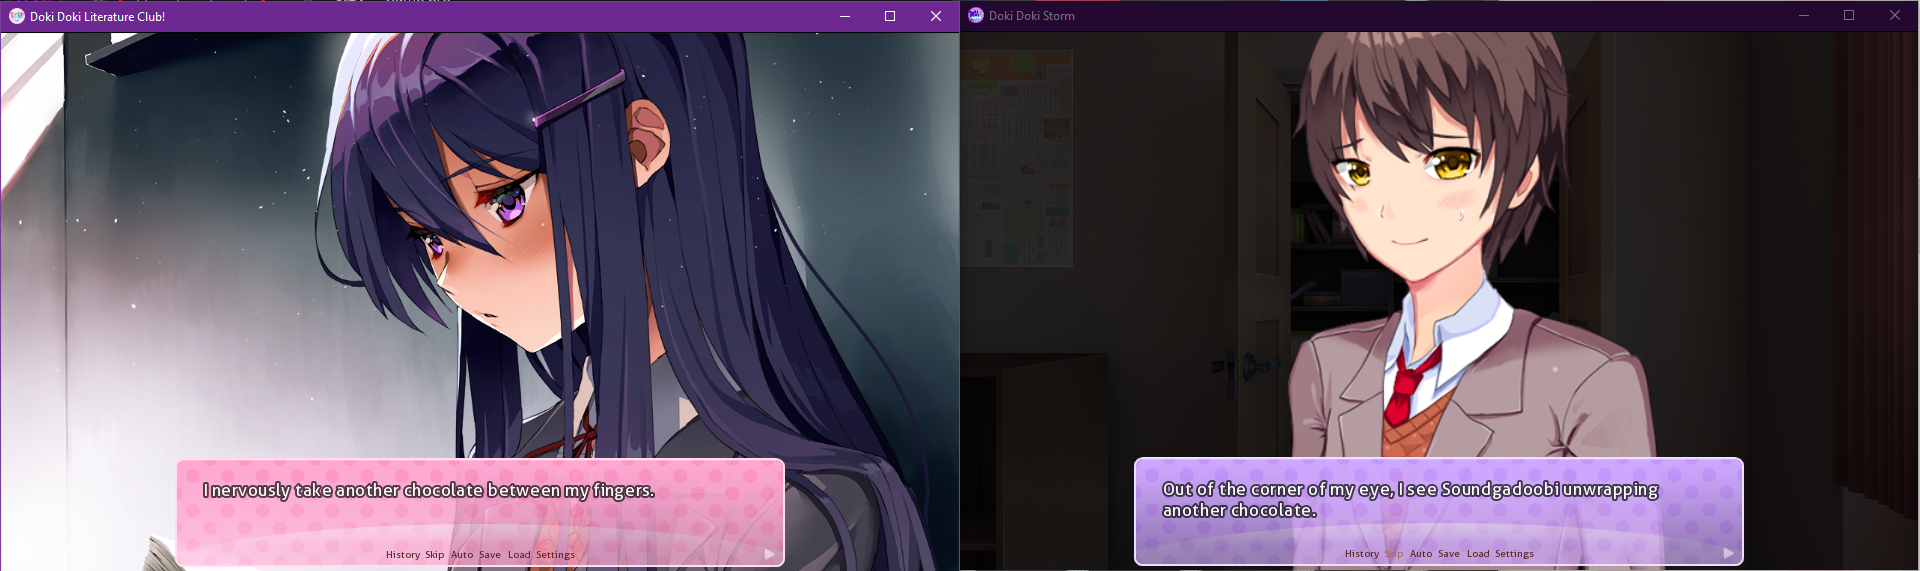 Doki Doki Literature Club!
I nervously take another chocolate between my fingers.
History Skip Auto Save Load Settings
Doki Doki Storm
Out of the corner of my eye, I see Soundgadoobi unwrapping
another chocolate.
History Skip Auto Save Load Settings